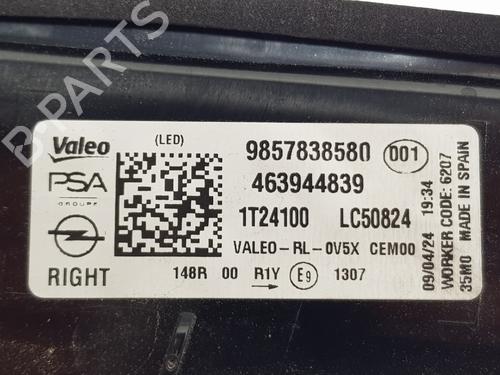 B-PARTS
Valeo
(LED)
9857838580 001
PSA
GROUPE
463944839
1T24100 LC50824
VALEO-RL-0V5X CEM00
RIGHT
148R 00 R1Y E9 1307
09/04/24 19:34
WORKER CODE: 6207
35M0 MADE IN SPAIN